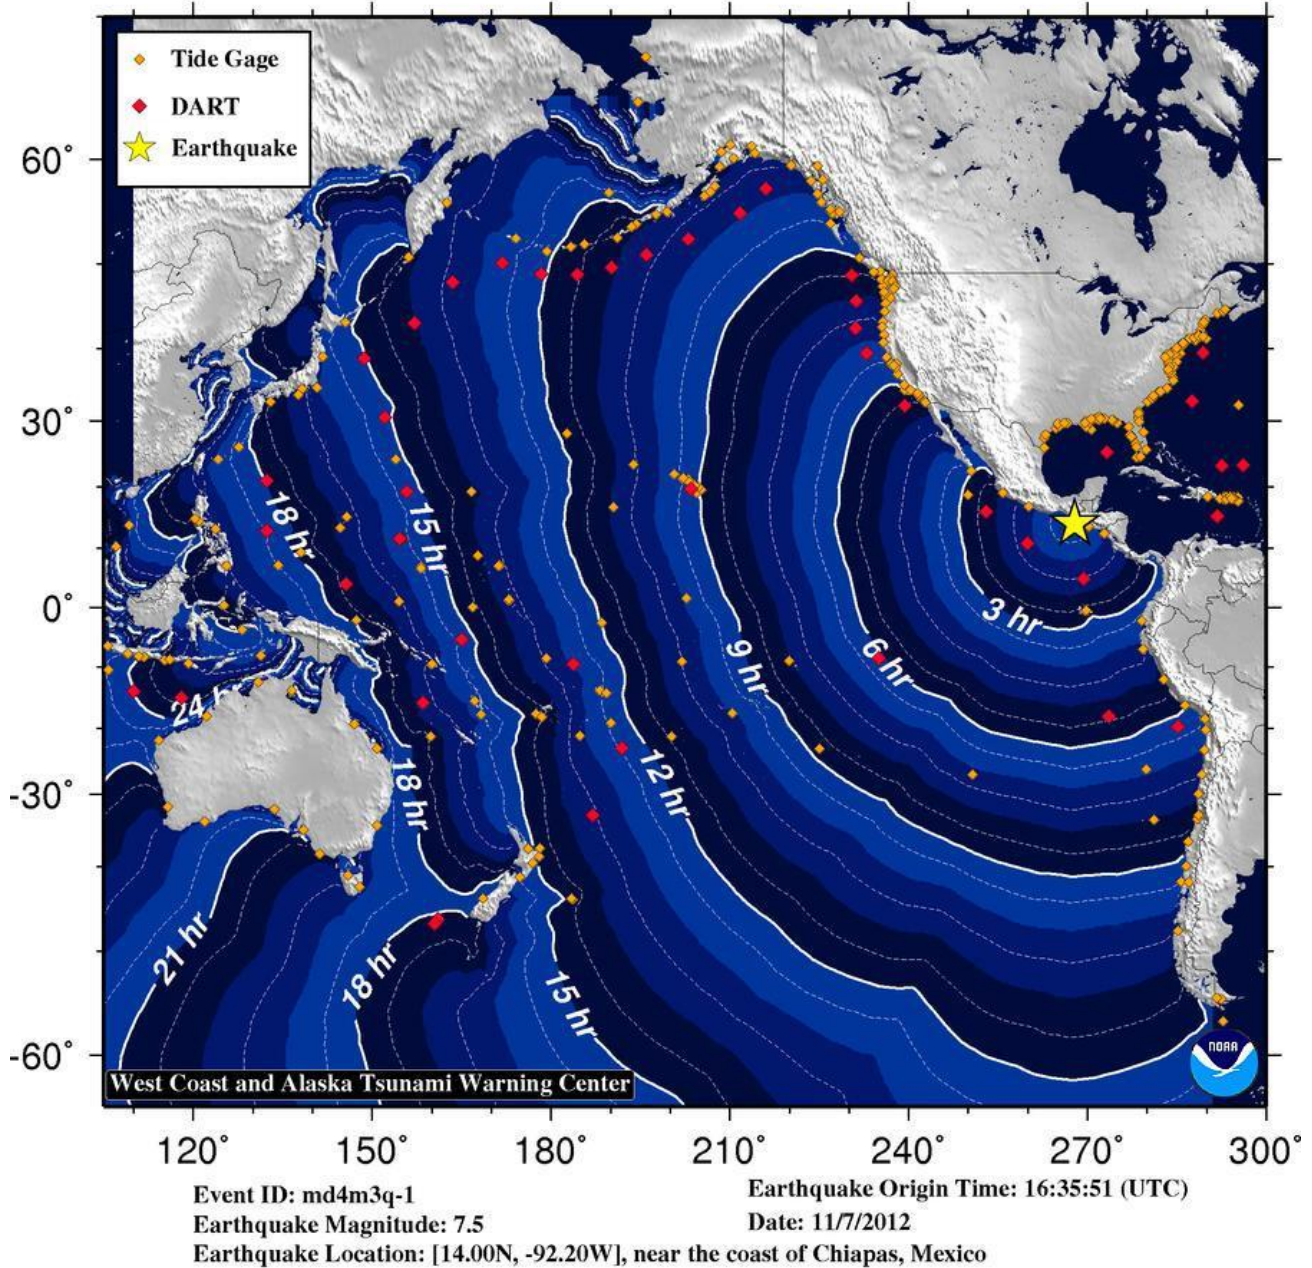 Tide Gage
DART
Earthquake
60°
30°
0°
-30°
-60°
18 hr
15 hr
3 hr
6 hr
9 hr
24 h
12 hr
18 hr
21 hr
18 hr
15 hr
NOAA
West Coast and Alaska Tsunami Warning Center
120° 150° 180° 210° 240° 270° 300°
Event ID: md4m3q-1
Earthquake Magnitude: 7.5
Earthquake Location: [14.00N, -92.20W], near the coast of Chiapas, Mexico
Earthquake Origin Time: 16:35:51 (UTC)
Date: 11/7/2012